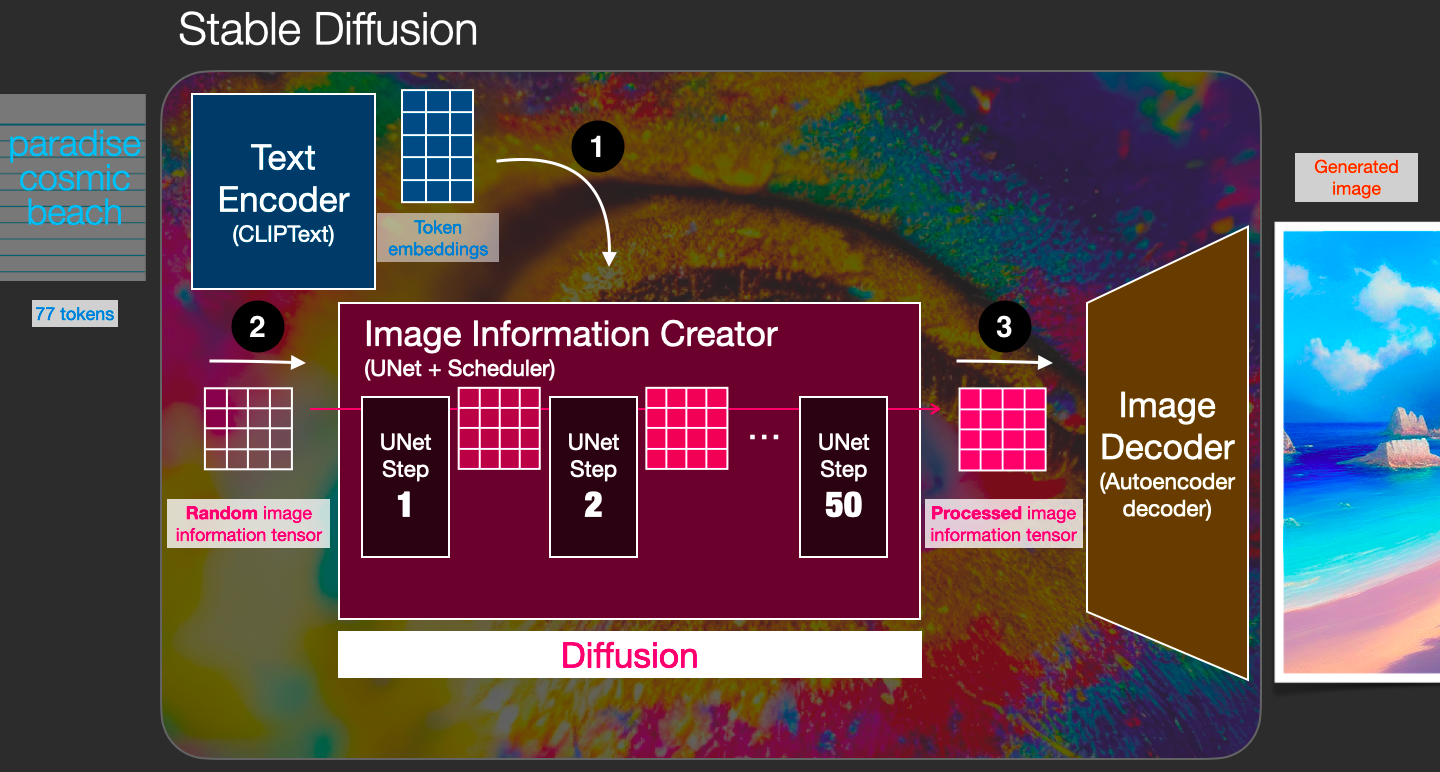 Stable Diffusion
paradise
cosmic
beach
77 tokens
Text
Encoder
(CLIPText)
Token
embeddings
1
2
Random image
information tensor
Image Information Creator
(UNet + Scheduler)
UNet
Step
1
UNet
Step
2
...
UNet
Step
50
Diffusion
3
Processed image
information tensor
Image
Decoder
(Autoencoder
decoder)
Generated
image